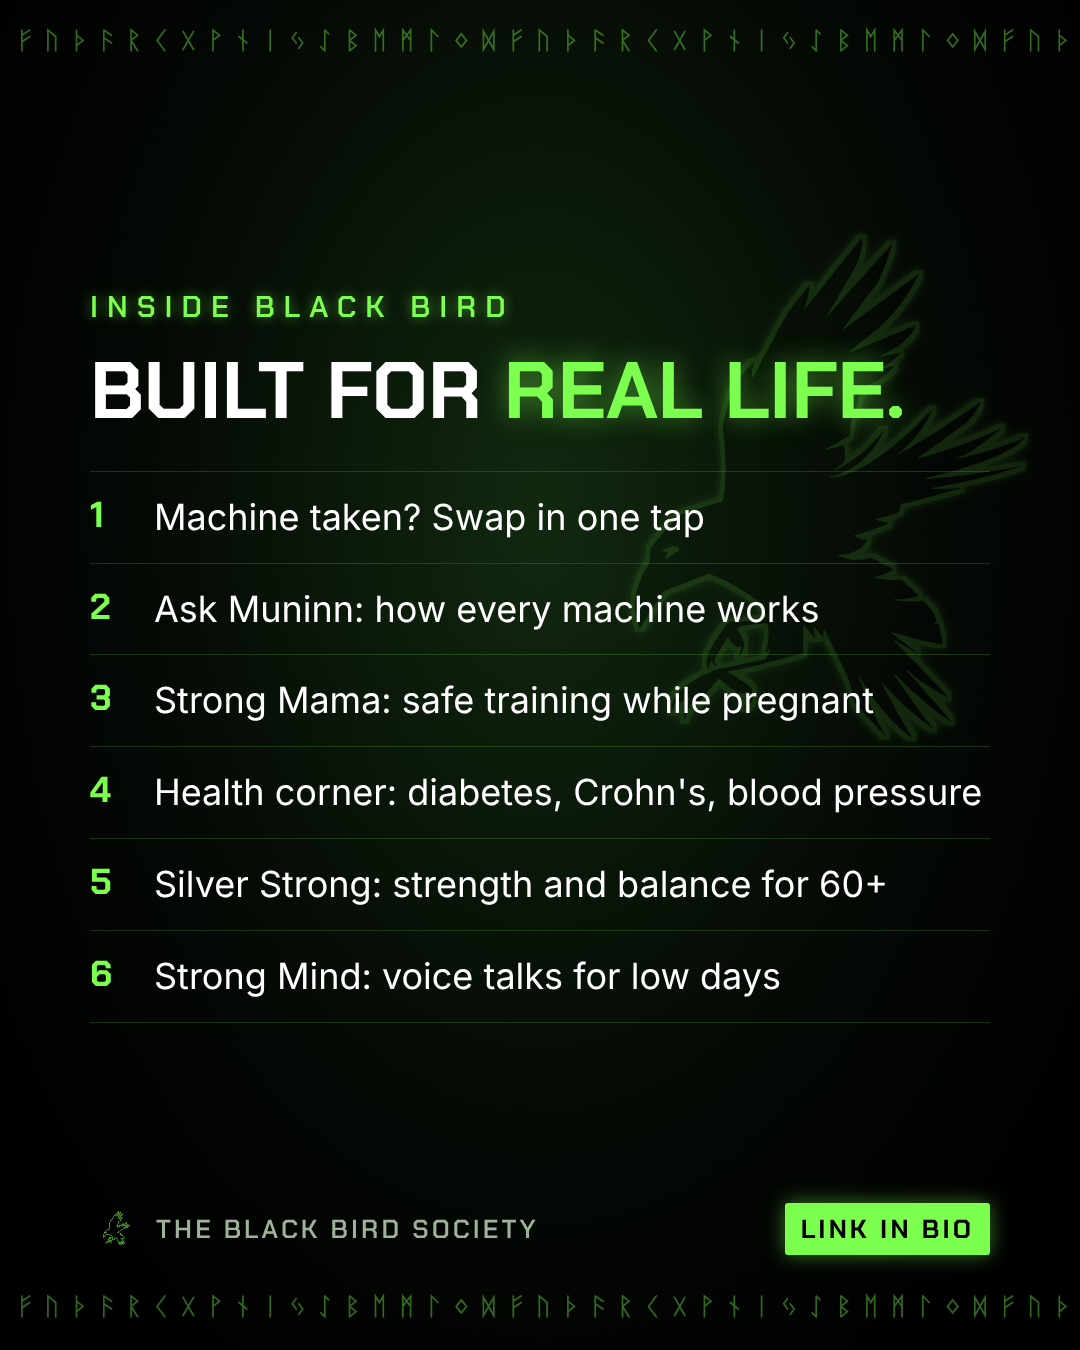 ᚠᚢᚦᚨᚱᚲᚷᚹᚾᛁᛃᛇᛒᛖᛗᛚᛜᛞᚠᚢᚦᚨᚱᚲᚷᚹᚾᛁᛃᛇᛒᛖᛗᛚᛜᛞᚠᚢᚦ
INSIDE BLACK BIRD
BUILT FOR REAL LIFE.
1 Machine taken? Swap in one tap
2 Ask Muninn: how every machine works
3 Strong Mama: safe training while pregnant
4 Health corner: diabetes, Crohn's, blood pressure
5 Silver Strong: strength and balance for 60+
6 Strong Mind: voice talks for low days
THE BLACK BIRD SOCIETY
LINK IN BIO
ᚠᚢᚦᚨᚱᚲᚷᚹᚾᛁᛃᛇᛒᛖᛗᛚᛜᛞᚠᚢᚦᚨᚱᚲᚷᚹᚾᛁᛃᛇᛒᛖᛗᛚᛜᛞᚠᚢᚦ